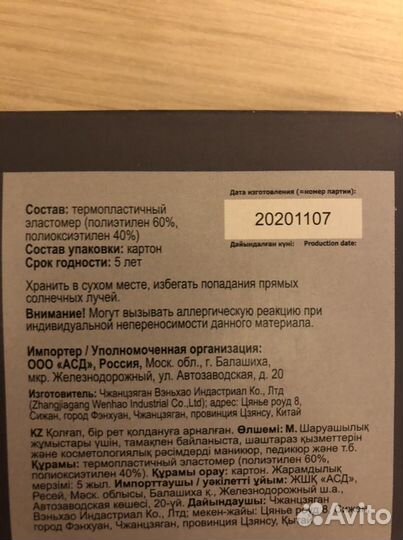 Дата изготовления (=номер партии):
20201107
Дайындалған күні: Production date:
Состав: термопластичный
эластомер (полиэтилен 60%,
полиоксиэтилен 40%)
Состав упаковки: картон
Срок годности: 5 лет
Хранить в сухом месте, избегать попадания прямых
солнечных лучей.
Внимание! Могут вызывать аллергическую реакцию при
индивидуальной непереносимости данного материала.
Импортер / Уполномоченная организация:
ООО «АСД», Россия, Моск. обл., г. Балашиха,
мкр. Железнодорожный, ул. Автозаводская, д. 20
Изготовитель: Чжанцзяган Вэньхао Индастриал Ко., Лтд
(Zhangjiagang Wenhao Industrial Co.,Ltd); адрес: Цянье роуд 8,
Сижан, город Фэнхуан, Чжанцзяган, провинция Цзянсу, Китай
KZ Қолғап, бір рет қолдануға арналған. Өлшемі: M. Шаруашылық
жұмыстары үшін, тамақпен байланыста, шаштараз қызметтерін
және косметологиялық рәсімдерді маникюр, педикюр және т.б.
Құрамы: термопластичный эластомер (полиэтилен 60%,
полиоксиэтилен 40%). Құрамы орау: картон. Жарамдылық
мерзімі: 5 жыл. Импорттаушы / уәкілетті ұйым: ЖШҚ «АСД»,
Ресей, Маск. облысы, Балашиха қ., Железнодорожный ш.а.,
Автозаводская көшесі, 20-үй. Дайындаушы: Чжанцзяган
Вэньхао Индастриал Ко., Лтд; мекен-жайы: Цянье роуд 8, Сижан,
город Фэнхуан, Чжанцзяган, провинция Цзянсу, Қытай
Avito